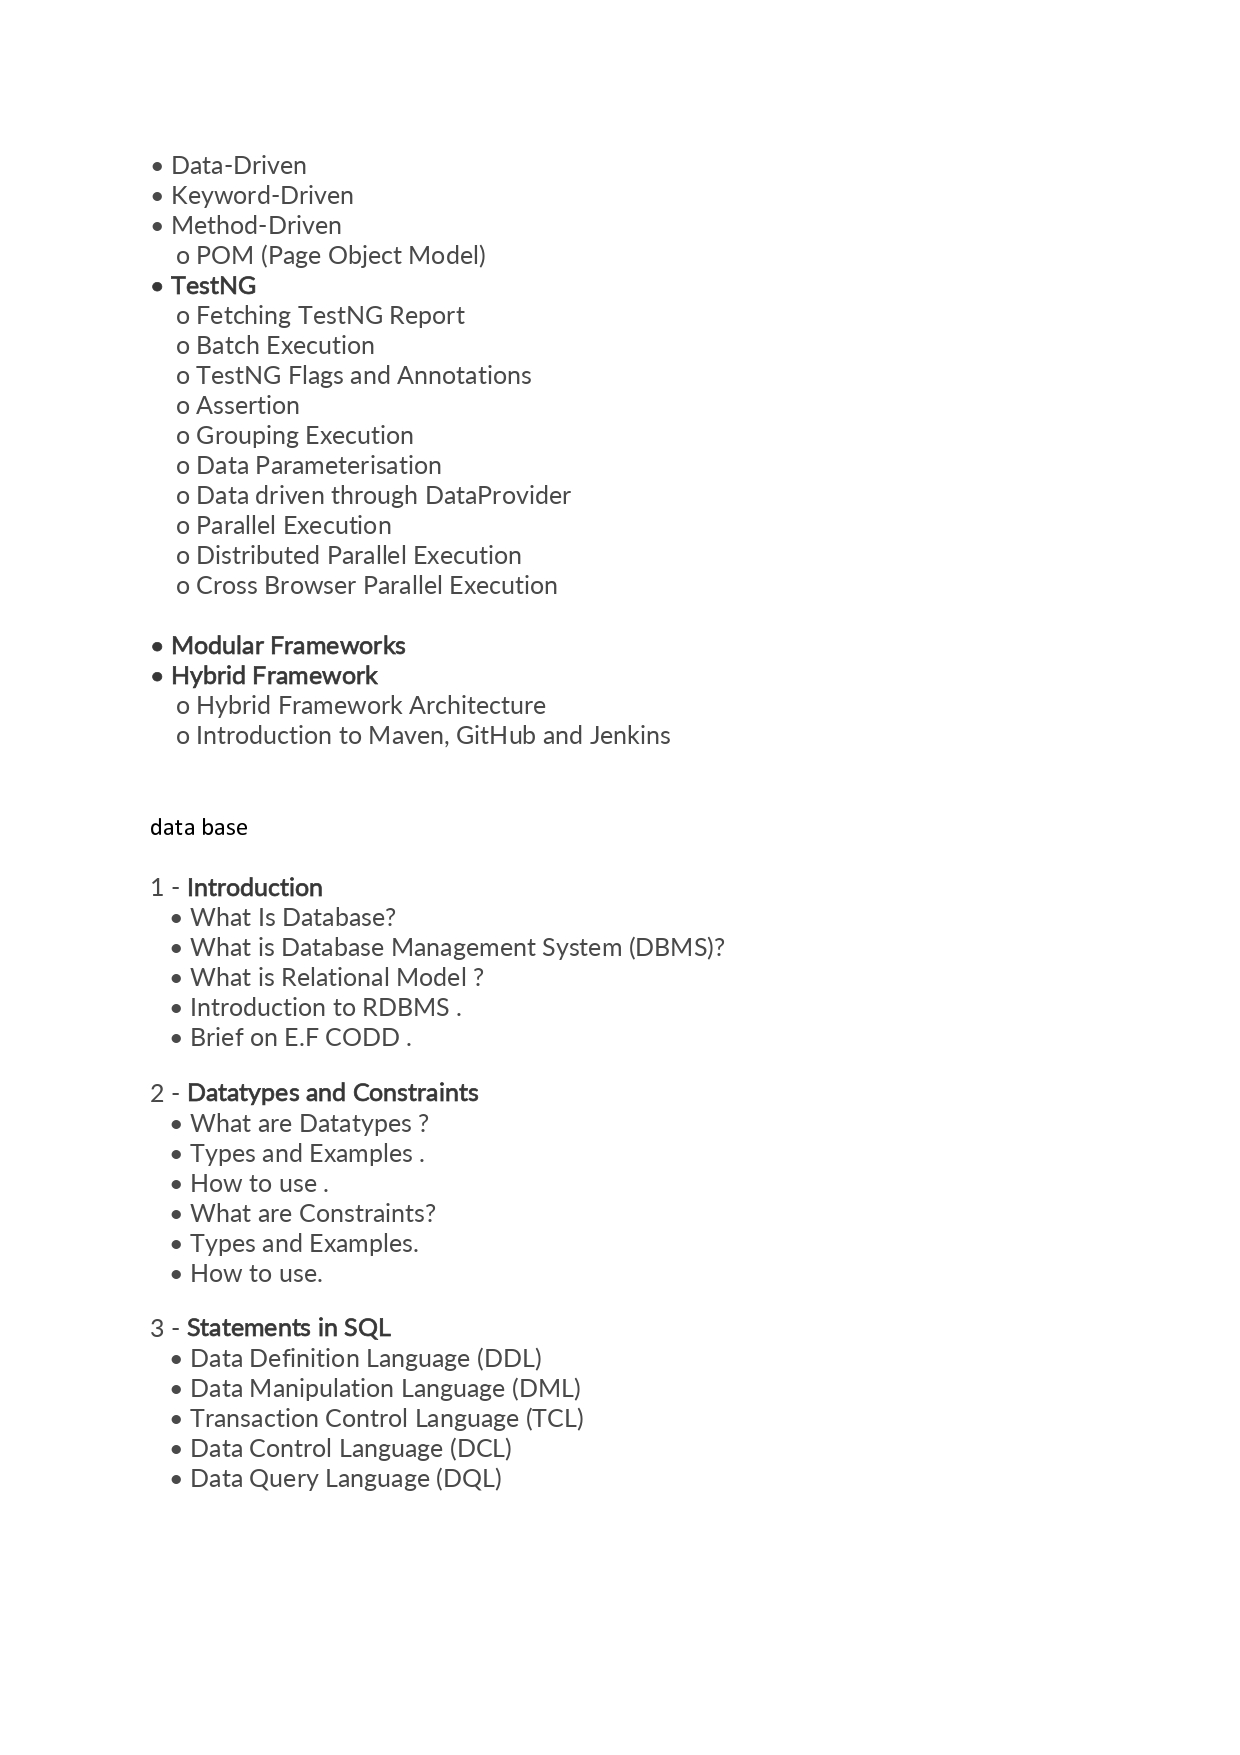 • Data-Driven
• Keyword-Driven
• Method-Driven
o POM (Page Object Model)
• TestNG
o Fetching TestNG Report
o Batch Execution
o TestNG Flags and Annotations
o Assertion
o Grouping Execution
o Data Parameterisation
o Data driven through DataProvider
o Parallel Execution
o Distributed Parallel Execution
o Cross Browser Parallel Execution
• Modular Frameworks
• Hybrid Framework
o Hybrid Framework Architecture
o Introduction to Maven, GitHub and Jenkins
data base
1 - Introduction
• What Is Database?
• What is Database Management System (DBMS)?
• What is Relational Model ?
• Introduction to RDBMS .
• Brief on E.F CODD .
2 - Datatypes and Constraints
• What are Datatypes ?
• Types and Examples .
• How to use .
• What are Constraints?
• Types and Examples.
• How to use.
3 - Statements in SQL
• Data Definition Language (DDL)
• Data Manipulation Language (DML)
• Transaction Control Language (TCL)
• Data Control Language (DCL)
• Data Query Language (DQL)